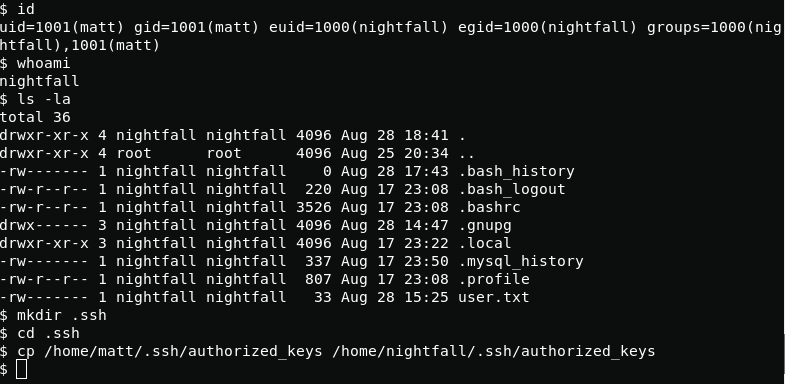 $ id
uid=1001(matt) gid=1001(matt) euid=1000(nightfall) egid=1000(nightfall) groups=1000(nig
htfall),1001(matt)
$ whoami
nightfall
$ ls -la
total 36
drwxr-xr-x 4 nightfall nightfall 4096 Aug 28 18:41 .
drwxr-xr-x 4 root      root      4096 Aug 25 20:34 ..
-rw------- 1 nightfall nightfall    0 Aug 28 17:43 .bash_history
-rw-r--r-- 1 nightfall nightfall  220 Aug 17 23:08 .bash_logout
-rw-r--r-- 1 nightfall nightfall 3526 Aug 17 23:08 .bashrc
drwx------ 3 nightfall nightfall 4096 Aug 28 14:47 .gnupg
drwxr-xr-x 3 nightfall nightfall 4096 Aug 17 23:22 .local
-rw------- 1 nightfall nightfall  337 Aug 17 23:50 .mysql_history
-rw-r--r-- 1 nightfall nightfall  807 Aug 17 23:08 .profile
-rw------- 1 nightfall nightfall   33 Aug 28 15:25 user.txt
$ mkdir .ssh
$ cd .ssh
$ cp /home/matt/.ssh/authorized_keys /home/nightfall/.ssh/authorized_keys
$